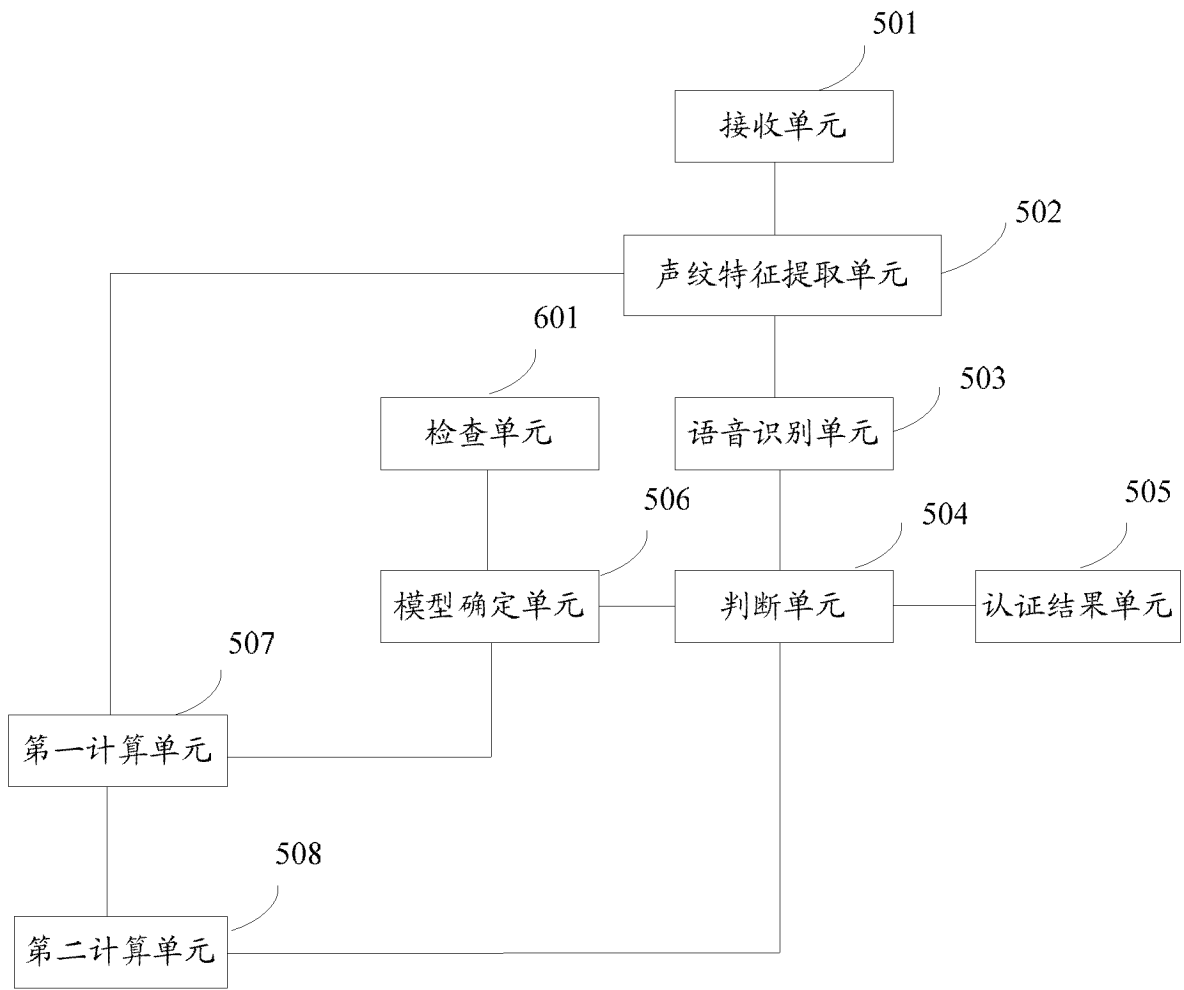 501
接收单元
502
声纹特征提取单元
601
503
检查单元
语音识别单元
506
504
505
模型确定单元
判断单元
认证结果单元
507
第一计算单元
508
第二计算单元